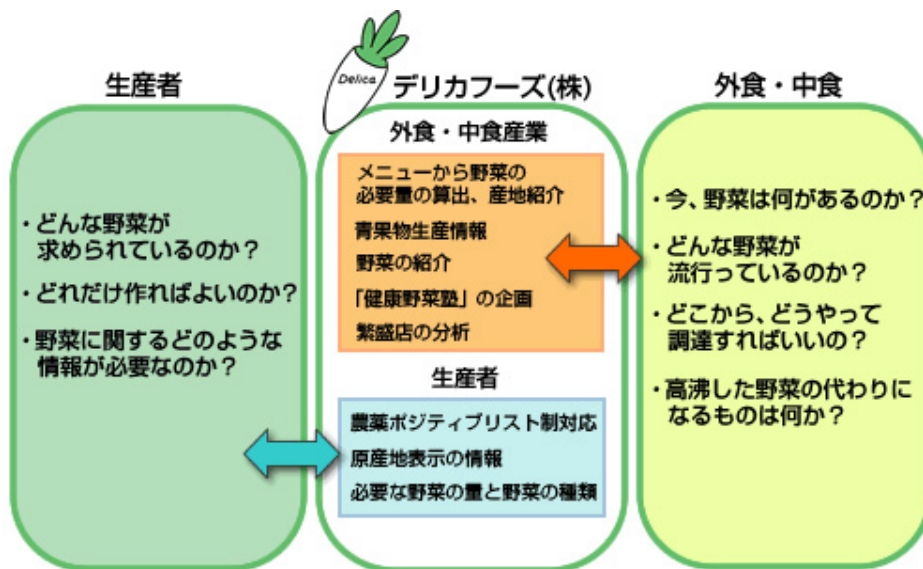 生産者
・どんな野菜が
求められているのか？
・どれだけ作ればよいのか？
・野菜に関するどのような
情報が必要なのか？
Delica
デリカフーズ(株)
外食・中食産業
メニューから野菜の
必要量の算出、産地紹介
青果物生産情報
野菜の紹介
「健康野菜塾」の企画
繁盛店の分析
生産者
農薬ポジティブリスト制対応
原産地表示の情報
必要な野菜の量と野菜の種類
外食・中食
・今、野菜は何があるのか？
・どんな野菜が
流行っているのか？
・どこから、どうやって
調達すればいいの？
・高沸した野菜の代わりに
なるものは何か？